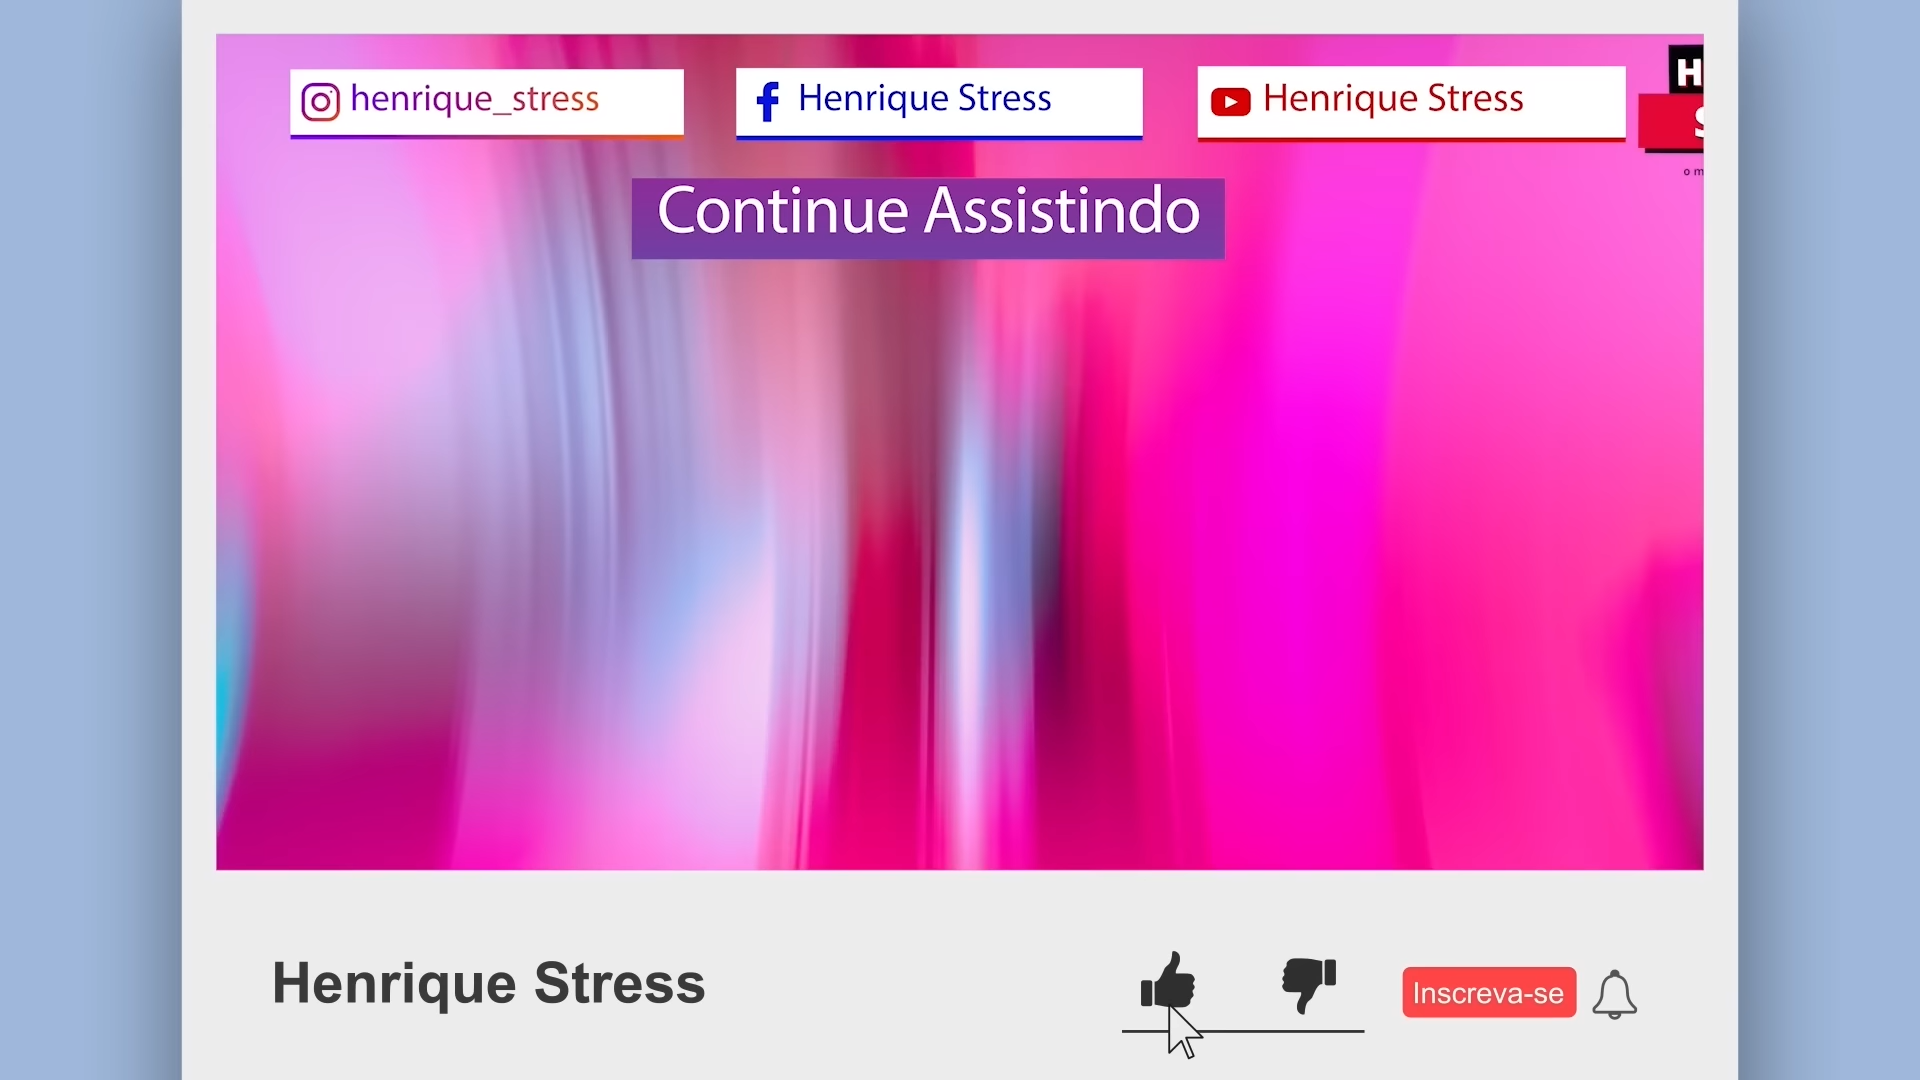 henrique_stress
Henrique Stress
Henrique Stress
H
S
o m
Continue Assistindo
Henrique Stress
Inscreva-se